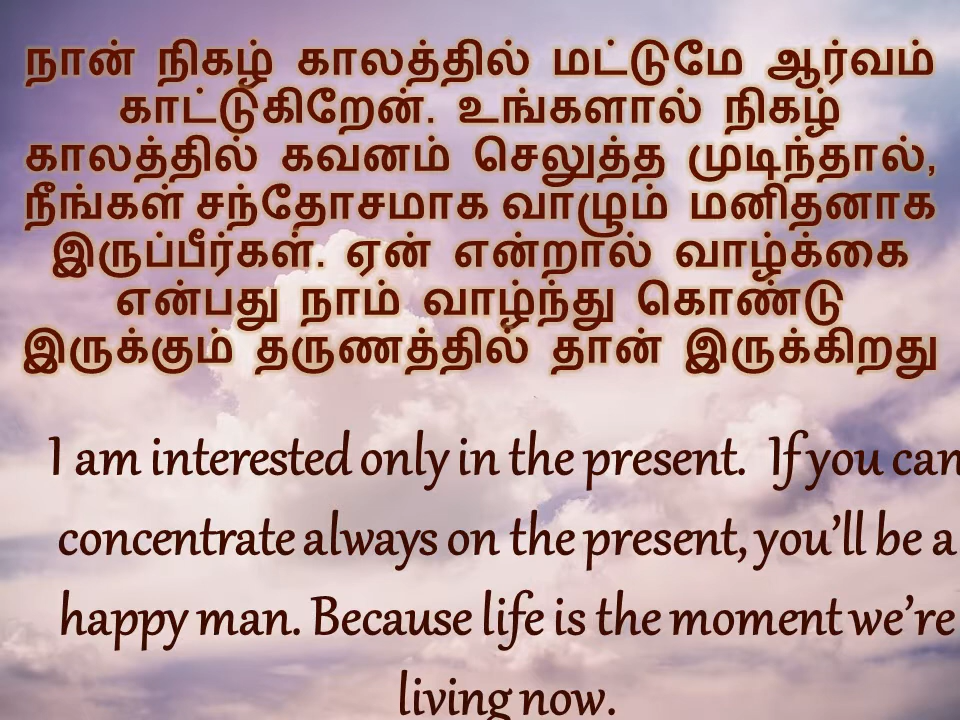 நான் நிகழ் காலத்தில் மட்டுமே ஆர்வம்
காட்டுகிறேன். உங்களால் நிகழ்
காலத்தில் கவனம் செலுத்த முடிந்தால்,
நீங்கள் சந்தோசமாக வாழும் மனிதனாக
இருப்பீர்கள். ஏன் என்றால் வாழ்க்கை
என்பது நாம் வாழ்ந்து கொண்டு
இருக்கும் தருணத்தில் தான் இருக்கிறது
I am interested only in the present. If you can
concentrate always on the present, you’ll be a
happy man. Because life is the moment we’re
living now.